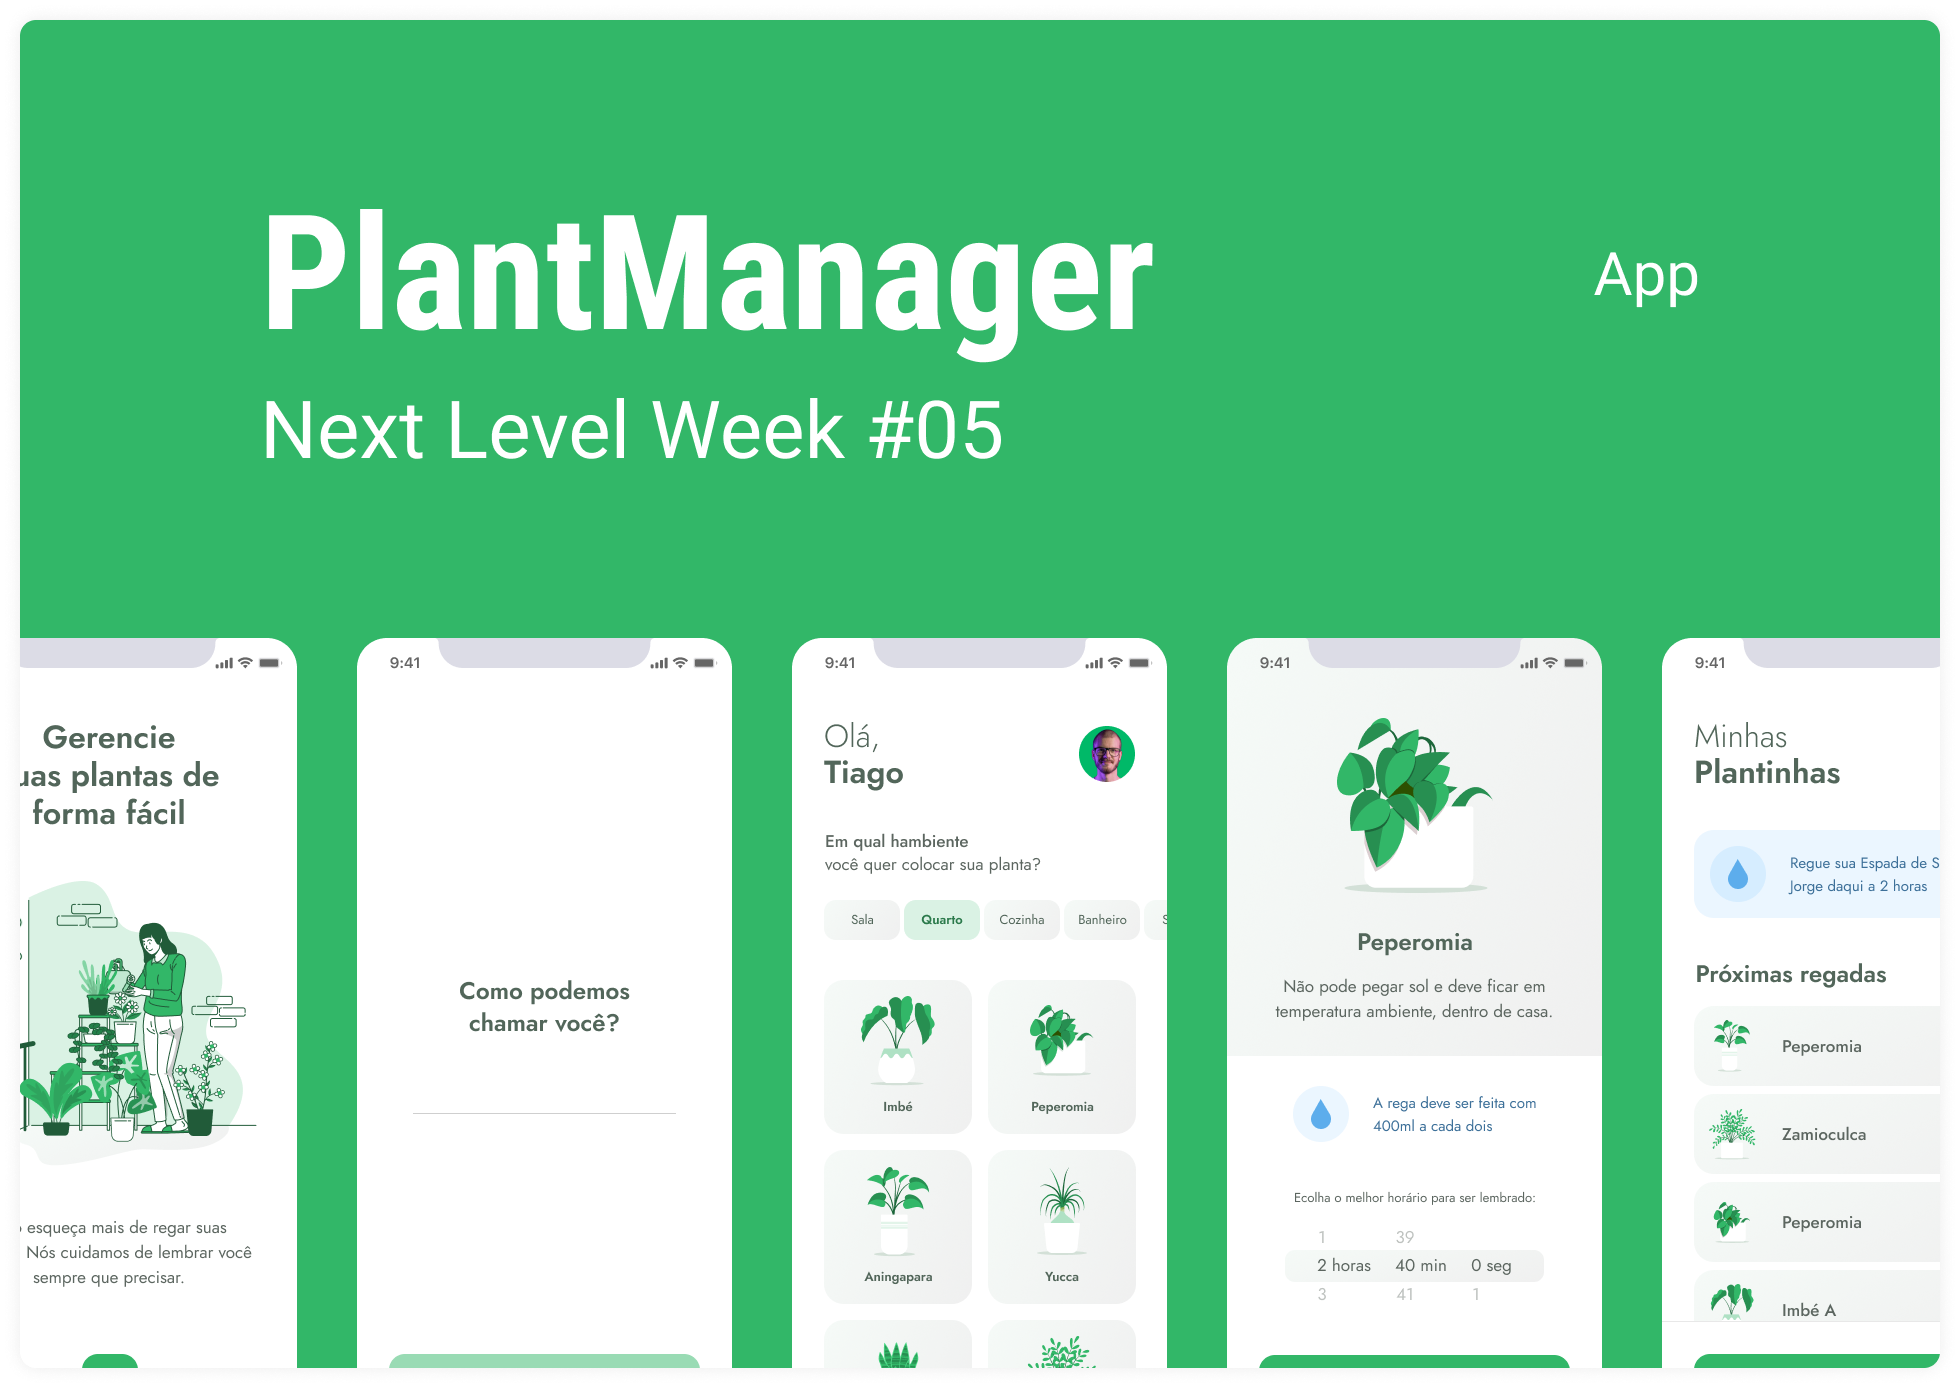 PlantManager
App
Next Level Week #05
Gerencie
uas plantas de
forma fácil
esqueça mais de regar suas
Nós cuidamos de lembrar você
sempre que precisar.
9:41
Como podemos
chamar você?
9:41
Olá,
Tiago
Em qual hambiente
você quer colocar sua planta?
Sala
Quarto
Cozinha
Banheiro
S
Imbé
Peperomia
Aningapara
Yucca
9:41
Peperomia
Não pode pegar sol e deve ficar em
temperatura ambiente, dentro de casa.
A rega deve ser feita com
400ml a cada dois
Ecolha o melhor horário para ser lembrado:
1 39
2 horas 40 min 0 seg
3 41 1
9:41
Minhas
Plantinhas
Regue sua Espada de S
Jorge daqui a 2 horas
Próximas regadas
Peperomia
Zamioculca
Peperomia
Imbé A